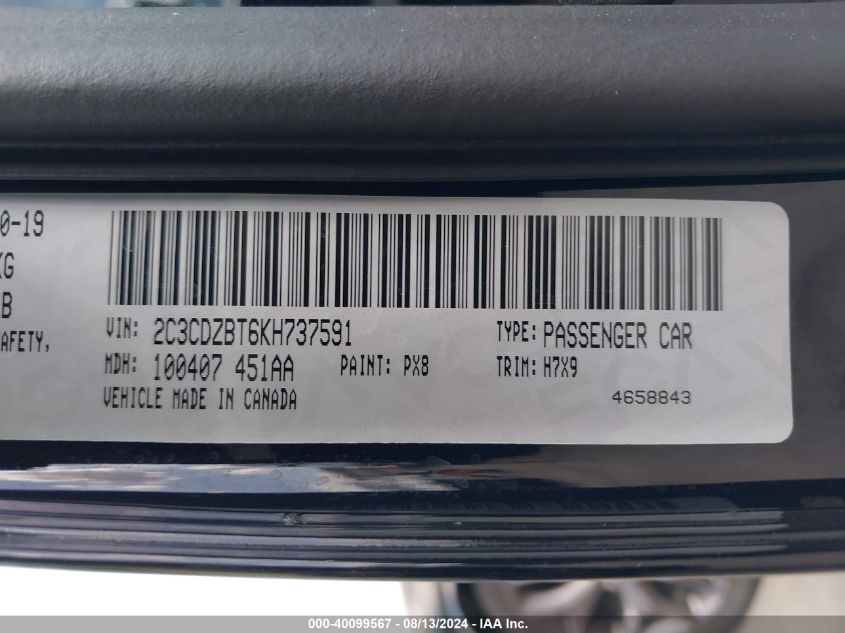 0-19
KG
B
AFETY,
VIN: 2C3CDZBT6KH737591 TYPE: PASSENGER CAR
MDH: 100407 451AA PAINT: PX8 TRIM: H7X9
VEHICLE MADE IN CANADA 4658843
000-40099567 - 08/13/2024 - IAA Inc.